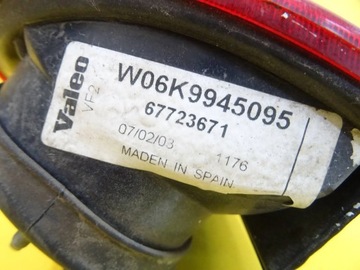 Valeo
VF2
W06K9945095
67723671
07/02/03 1176
MADEN IN SPAIN